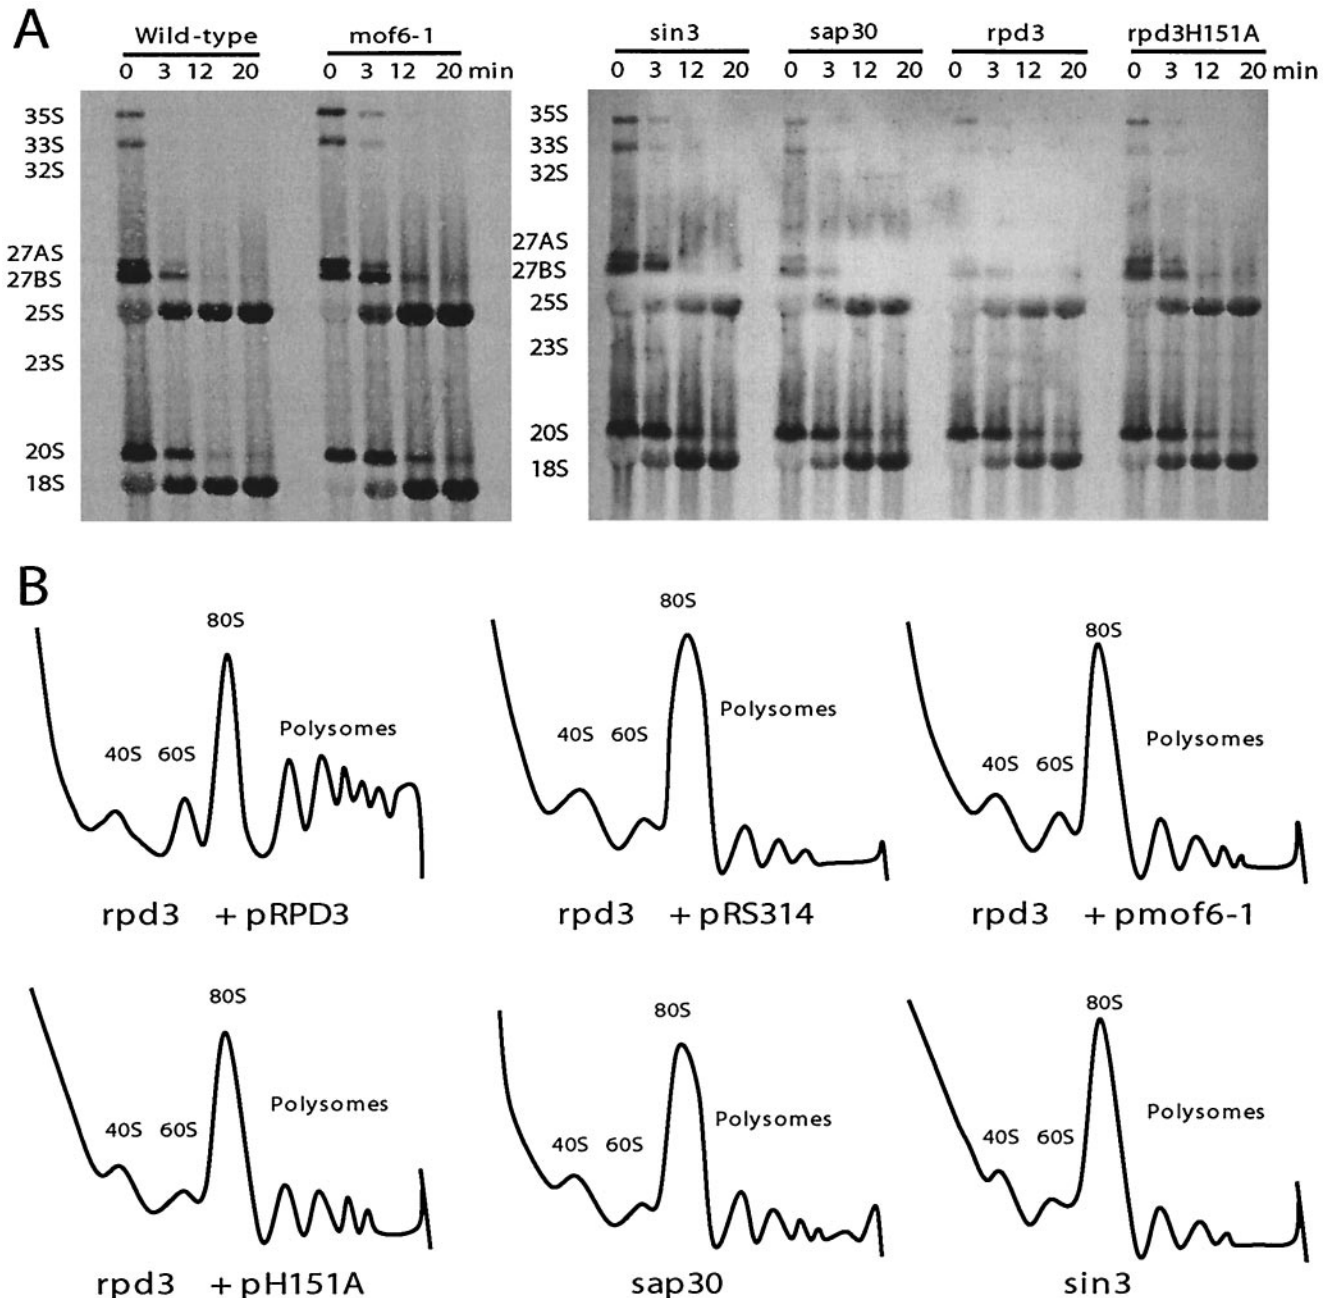 A
Wild-type mof6-1 sin3 sap30 rpd3 rpd3H151A
0 3 12 20 0 3 12 20 min 0 3 12 20 0 3 12 20 0 3 12 20 0 3 12 20 min
35S 35S
33S 33S
32S 32S
27AS 27AS
27BS 27BS
25S 25S
23S 23S
20S 20S
18S 18S
B
80S 80S 80S
Polysomes Polysomes Polysomes
40S 60S 40S 60S 40S 60S
rpd3 + pRPD3 rpd3 + pRS314 rpd3 + pmof6-1
80S 80S 80S
Polysomes Polysomes Polysomes
40S 60S 40S 60S 40S 60S
rpd3 + pH151A sap30 sin3